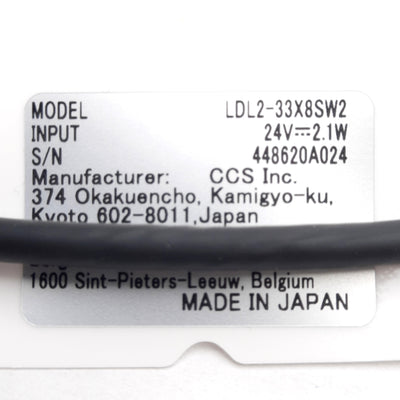 MODEL LDL2-33X8SW2
INPUT 24V⎓2.1W
S/N 448620A024
Manufacturer: CCS Inc.
374 Okakuencho, Kamigyo-ku,
Kyoto 602-8011,Japan
1600 Sint-Pieters-Leeuw, Belgium
MADE IN JAPAN